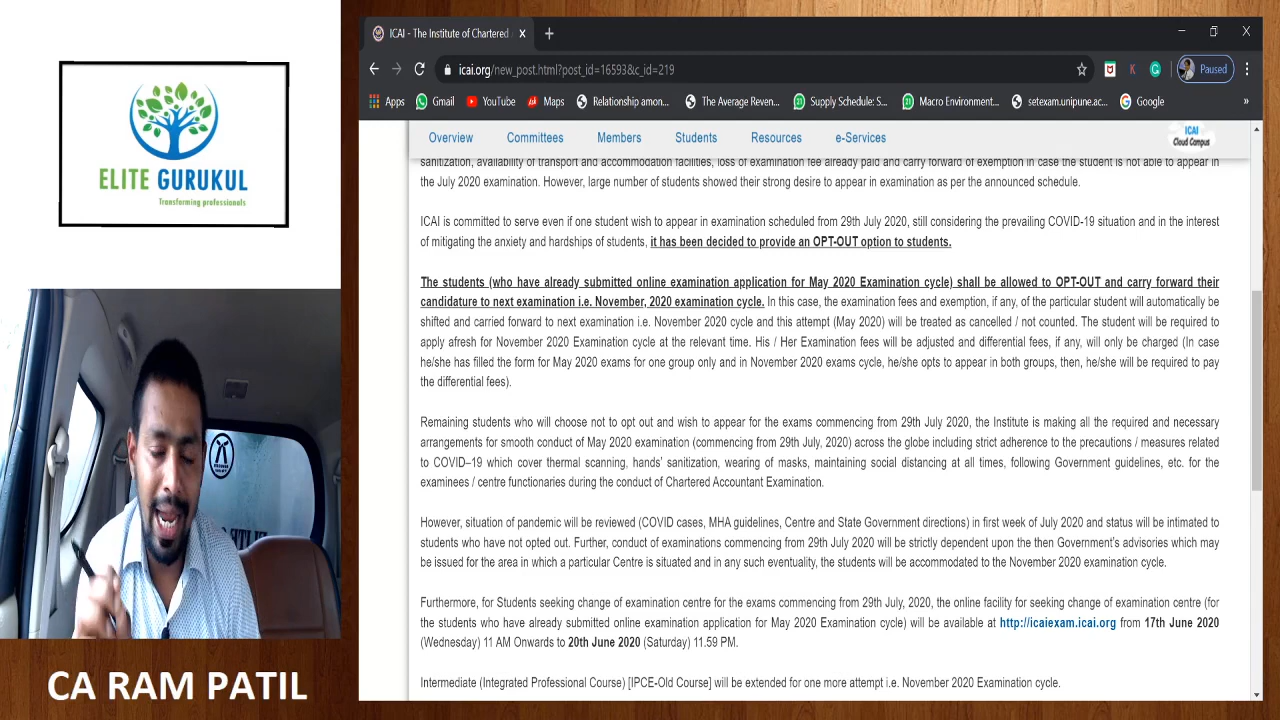 ELITE GURUKUL
Transforming professionals
CA RAM PATIL
ICAI - The Institute of Chartered
icai.org/new_post.html?post_id=16593&c_id=219
K
Paused
Apps
Gmail
YouTube
Maps
Relationship amon...
The Average Reven...
Supply Schedule: S...
Macro Environment...
setexam.unipune.ac...
Google
»
Overview
Committees
Members
Students
Resources
e-Services
ICAI
Cloud Campus
sanitization, availability of transport and accommodation facilities, loss of examination fee already paid and carry forward of exemption in case the student is not able to appear in
the July 2020 examination. However, large number of students showed their strong desire to appear in examination as per the announced schedule.
ICAI is committed to serve even if one student wish to appear in examination scheduled from 29th July 2020, still considering the prevailing COVID-19 situation and in the interest
of mitigating the anxiety and hardships of students, it has been decided to provide an OPT-OUT option to students.
The students (who have already submitted online examination application for May 2020 Examination cycle) shall be allowed to OPT-OUT and carry forward their
candidature to next examination i.e. November, 2020 examination cycle. In this case, the examination fees and exemption, if any, of the particular student will automatically be
shifted and carried forward to next examination i.e. November 2020 cycle and this attempt (May 2020) will be treated as cancelled / not counted. The student will be required to
apply afresh for November 2020 Examination cycle at the relevant time. His / Her Examination fees will be adjusted and differential fees, if any, will only be charged (In case
he/she has filled the form for May 2020 exams for one group only and in November 2020 exams cycle, he/she opts to appear in both groups, then, he/she will be required to pay
the differential fees).
Remaining students who will choose not to opt out and wish to appear for the exams commencing from 29th July 2020, the Institute is making all the required and necessary
arrangements for smooth conduct of May 2020 examination (commencing from 29th July, 2020) across the globe including strict adherence to the precautions / measures related
to COVID–19 which cover thermal scanning, hands' sanitization, wearing of masks, maintaining social distancing at all times, following Government guidelines, etc. for the
examinees / centre functionaries during the conduct of Chartered Accountant Examination.
However, situation of pandemic will be reviewed (COVID cases, MHA guidelines, Centre and State Government directions) in first week of July 2020 and status will be intimated to
students who have not opted out. Further, conduct of examinations commencing from 29th July 2020 will be strictly dependent upon the then Government's advisories which may
be issued for the area in which a particular Centre is situated and in any such eventuality, the students will be accommodated to the November 2020 examination cycle.
Furthermore, for Students seeking change of examination centre for the exams commencing from 29th July, 2020, the online facility for seeking change of examination centre (for
the students who have already submitted online examination application for May 2020 Examination cycle) will be available at http://icaiexam.icai.org from 17th June 2020
(Wednesday) 11 AM Onwards to 20th June 2020 (Saturday) 11.59 PM.
Intermediate (Integrated Professional Course) [IPCE-Old Course] will be extended for one more attempt i.e. November 2020 Examination cycle.